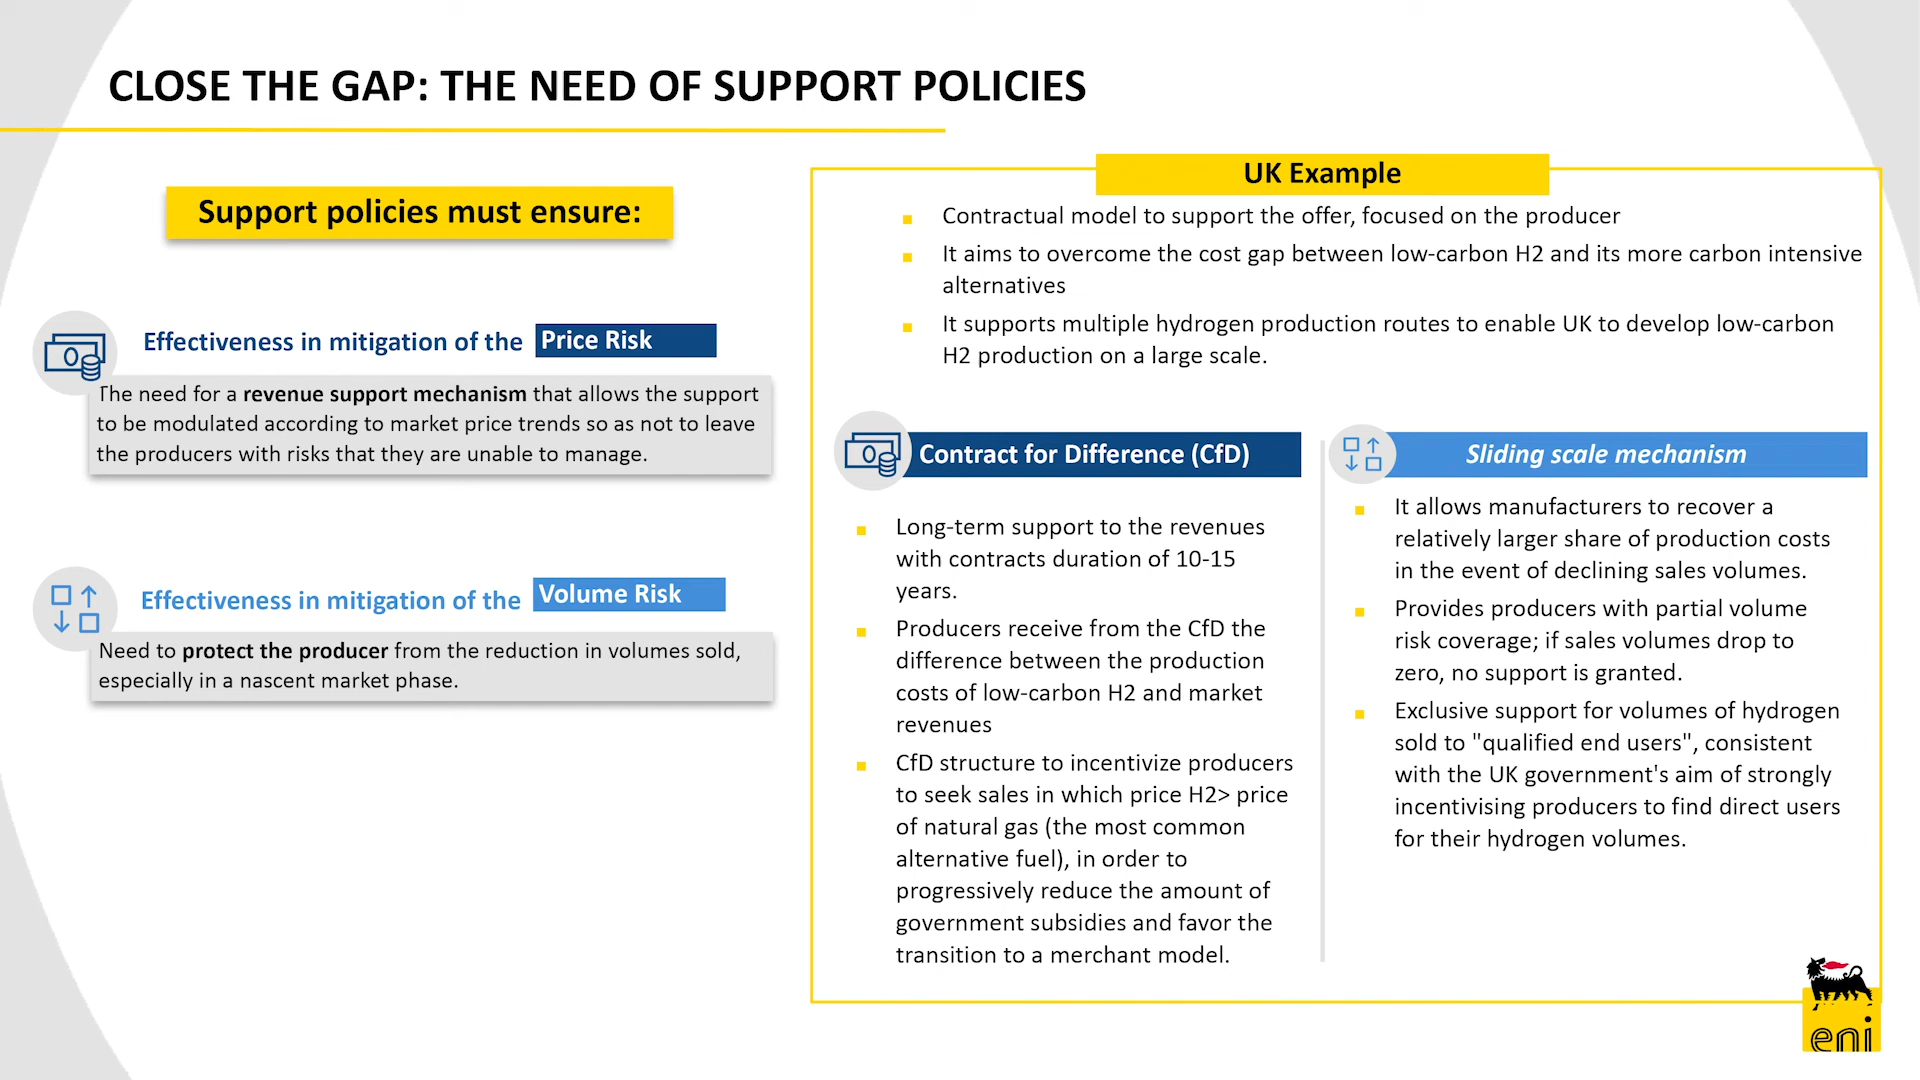 CLOSE THE GAP: THE NEED OF SUPPORT POLICIES
Support policies must ensure:
Effectiveness in mitigation of the Price Risk
The need for a revenue support mechanism that allows the support
to be modulated according to market price trends so as not to leave
the producers with risks that they are unable to manage.
Effectiveness in mitigation of the Volume Risk
Need to protect the producer from the reduction in volumes sold,
especially in a nascent market phase.
UK Example
Contractual model to support the offer, focused on the producer
It aims to overcome the cost gap between low-carbon H2 and its more carbon intensive
alternatives
It supports multiple hydrogen production routes to enable UK to develop low-carbon
H2 production on a large scale.
Contract for Difference (CfD)
Long-term support to the revenues
with contracts duration of 10-15
years.
Producers receive from the CfD the
difference between the production
costs of low-carbon H2 and market
revenues
CfD structure to incentivize producers
to seek sales in which price H2> price
of natural gas (the most common
alternative fuel), in order to
progressively reduce the amount of
government subsidies and favor the
transition to a merchant model.
Sliding scale mechanism
It allows manufacturers to recover a
relatively larger share of production costs
in the event of declining sales volumes.
Provides producers with partial volume
risk coverage; if sales volumes drop to
zero, no support is granted.
Exclusive support for volumes of hydrogen
sold to "qualified end users", consistent
with the UK government's aim of strongly
incentivising producers to find direct users
for their hydrogen volumes.
eni